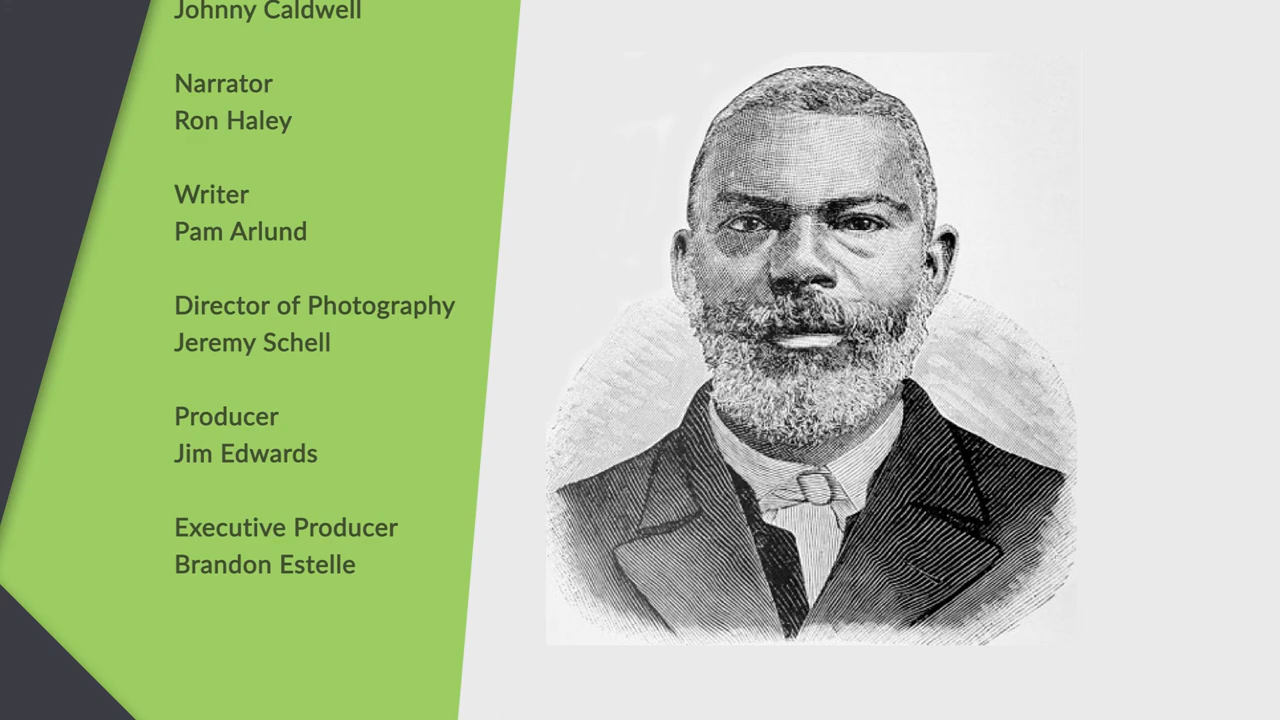 Johnny Caldwell
Narrator
Ron Haley
Writer
Pam Arlund
Director of Photography
Jeremy Schell
Producer
Jim Edwards
Executive Producer
Brandon Estelle